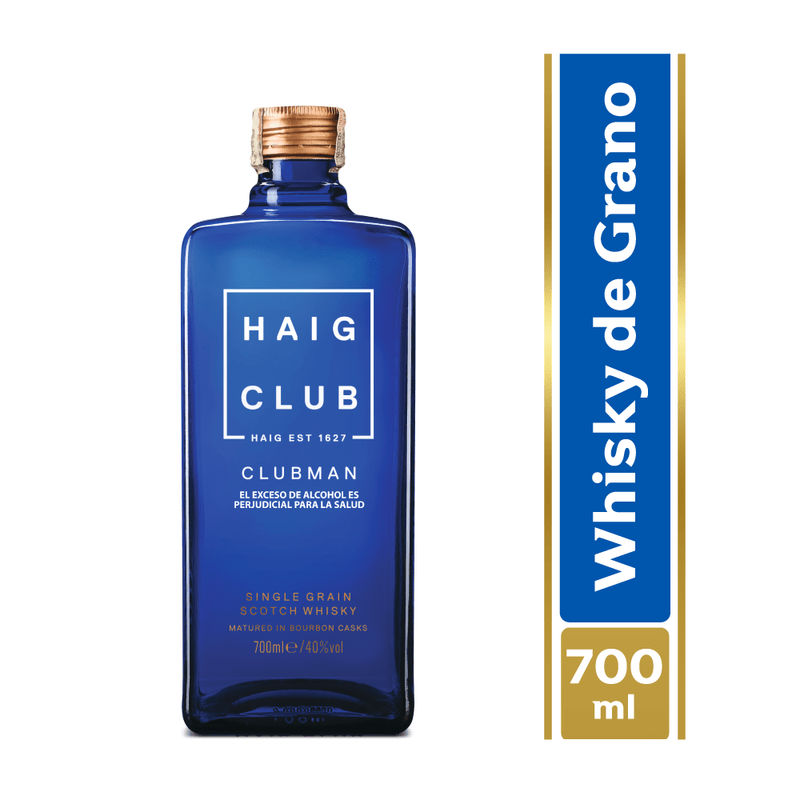 HAIG
CLUB
HAIG EST 1627
CLUBMAN
EL EXCESO DE ALCOHOL ES
PERJUDICIAL PARA LA SALUD
SINGLE GRAIN
SCOTCH WHISKY
MATURED IN BOURBON CASKS
700ml℮/40%vol
Whisky de Grano
700
ml